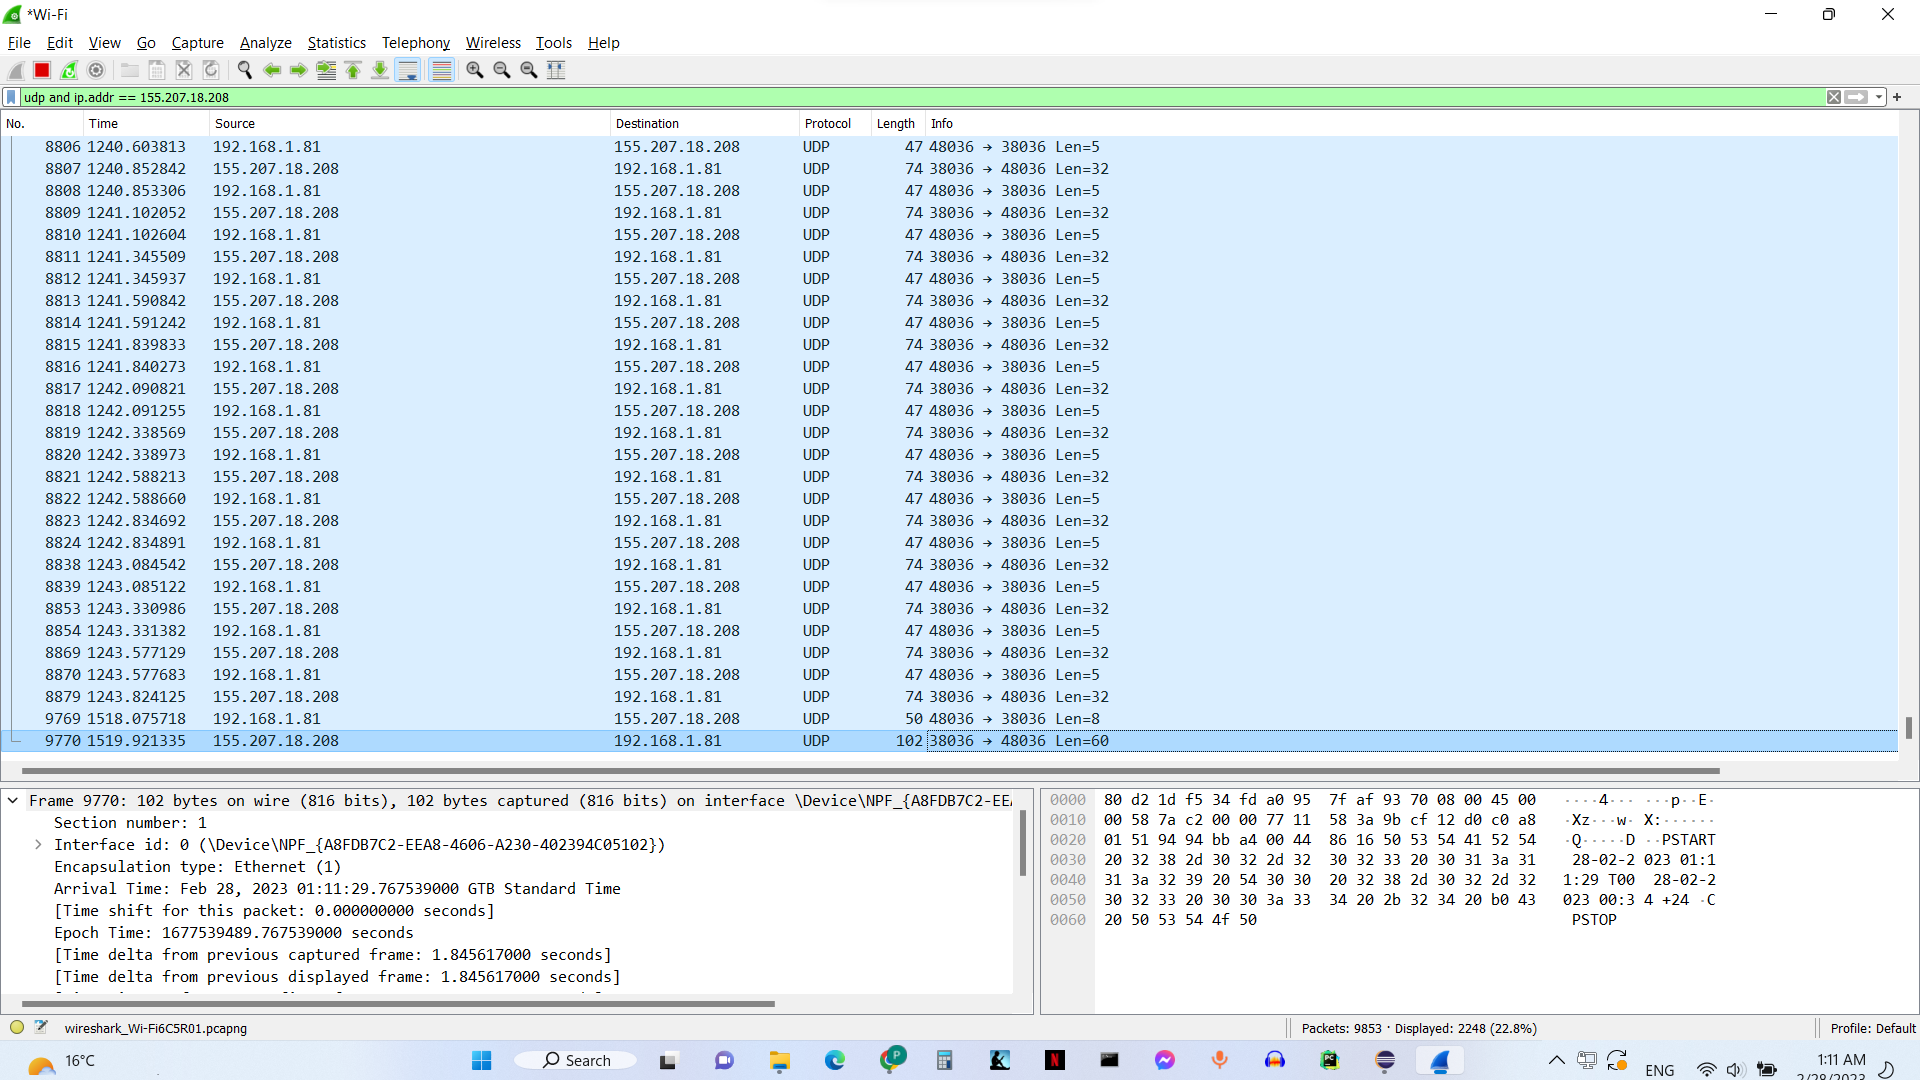 *Wi-Fi
File Edit View Go Capture Analyze Statistics Telephony Wireless Tools Help
udp and ip.addr == 155.207.18.208
No. Time Source Destination Protocol Length Info
8806 1240.603813 192.168.1.81 155.207.18.208 UDP 47 48036 → 38036 Len=5
8807 1240.852842 155.207.18.208 192.168.1.81 UDP 74 38036 → 48036 Len=32
8808 1240.853306 192.168.1.81 155.207.18.208 UDP 47 48036 → 38036 Len=5
8809 1241.102052 155.207.18.208 192.168.1.81 UDP 74 38036 → 48036 Len=32
8810 1241.102604 192.168.1.81 155.207.18.208 UDP 47 48036 → 38036 Len=5
8811 1241.345509 155.207.18.208 192.168.1.81 UDP 74 38036 → 48036 Len=32
8812 1241.345937 192.168.1.81 155.207.18.208 UDP 47 48036 → 38036 Len=5
8813 1241.590842 155.207.18.208 192.168.1.81 UDP 74 38036 → 48036 Len=32
8814 1241.591242 192.168.1.81 155.207.18.208 UDP 47 48036 → 38036 Len=5
8815 1241.839833 155.207.18.208 192.168.1.81 UDP 74 38036 → 48036 Len=32
8816 1241.840273 192.168.1.81 155.207.18.208 UDP 47 48036 → 38036 Len=5
8817 1242.090821 155.207.18.208 192.168.1.81 UDP 74 38036 → 48036 Len=32
8818 1242.091255 192.168.1.81 155.207.18.208 UDP 47 48036 → 38036 Len=5
8819 1242.338569 155.207.18.208 192.168.1.81 UDP 74 38036 → 48036 Len=32
8820 1242.338973 192.168.1.81 155.207.18.208 UDP 47 48036 → 38036 Len=5
8821 1242.588213 155.207.18.208 192.168.1.81 UDP 74 38036 → 48036 Len=32
8822 1242.588660 192.168.1.81 155.207.18.208 UDP 47 48036 → 38036 Len=5
8823 1242.834692 155.207.18.208 192.168.1.81 UDP 74 38036 → 48036 Len=32
8824 1242.834891 192.168.1.81 155.207.18.208 UDP 47 48036 → 38036 Len=5
8838 1243.084542 155.207.18.208 192.168.1.81 UDP 74 38036 → 48036 Len=32
8839 1243.085122 192.168.1.81 155.207.18.208 UDP 47 48036 → 38036 Len=5
8853 1243.330986 155.207.18.208 192.168.1.81 UDP 74 38036 → 48036 Len=32
8854 1243.331382 192.168.1.81 155.207.18.208 UDP 47 48036 → 38036 Len=5
8869 1243.577129 155.207.18.208 192.168.1.81 UDP 74 38036 → 48036 Len=32
8870 1243.577683 192.168.1.81 155.207.18.208 UDP 47 48036 → 38036 Len=5
8879 1243.824125 155.207.18.208 192.168.1.81 UDP 74 38036 → 48036 Len=32
9769 1518.075718 192.168.1.81 155.207.18.208 UDP 50 48036 → 38036 Len=8
9770 1519.921335 155.207.18.208 192.168.1.81 UDP 102 38036 → 48036 Len=60
Frame 9770: 102 bytes on wire (816 bits), 102 bytes captured (816 bits) on interface \Device\NPF_{A8FDB7C2-EEA
Section number: 1
Interface id: 0 (\Device\NPF_{A8FDB7C2-EEA8-4606-A230-402394C05102})
Encapsulation type: Ethernet (1)
Arrival Time: Feb 28, 2023 01:11:29.767539000 GTB Standard Time
[Time shift for this packet: 0.000000000 seconds]
Epoch Time: 1677539489.767539000 seconds
[Time delta from previous captured frame: 1.845617000 seconds]
[Time delta from previous displayed frame: 1.845617000 seconds]
0000 80 d2 1d f5 34 fd a0 95 7f af 93 70 08 00 45 00 ····4··· ···p··E·
0010 00 58 7a c2 00 00 77 11 58 3a 9b cf 12 d0 c0 a8 ·Xz···w· X:······
0020 01 51 94 94 bb a4 00 44 86 16 50 53 54 41 52 54 ·Q·····D ··PSTART
0030 20 32 38 2d 30 32 2d 32 30 32 33 20 30 31 3a 31 28-02-2 023 01:1
0040 31 3a 32 39 20 54 30 30 20 32 38 2d 30 32 2d 32 1:29 T00 28-02-2
0050 30 32 33 20 30 30 3a 33 34 20 2b 32 34 20 b0 43 023 00:3 4 +24 ·C
0060 20 50 53 54 4f 50 PSTOP
wireshark_Wi-Fi6C5R01.pcapng Packets: 9853 · Displayed: 2248 (22.8%) Profile: Default
16°C Search ENG 1:11 AM
2/28/2023